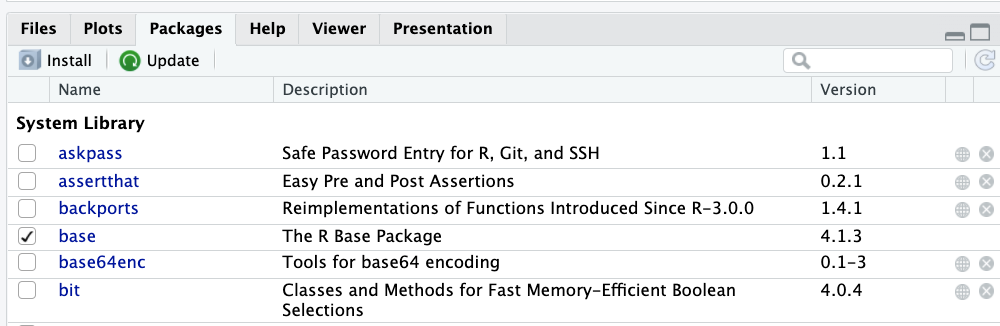 Files Plots Packages Help Viewer Presentation
Install Update
Name Description Version
System Library
askpass Safe Password Entry for R, Git, and SSH 1.1
assertthat Easy Pre and Post Assertions 0.2.1
backports Reimplementations of Functions Introduced Since R-3.0.0 1.4.1
base The R Base Package 4.1.3
base64enc Tools for base64 encoding 0.1-3
bit Classes and Methods for Fast Memory-Efficient Boolean 4.0.4
Selections